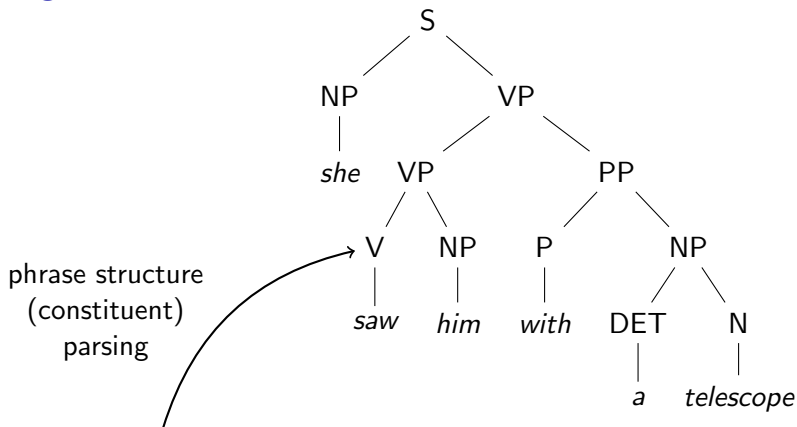 S
NP VP
she VP PP
V NP P NP
phrase structure
(constituent)
parsing
saw him with DET N
a telescope